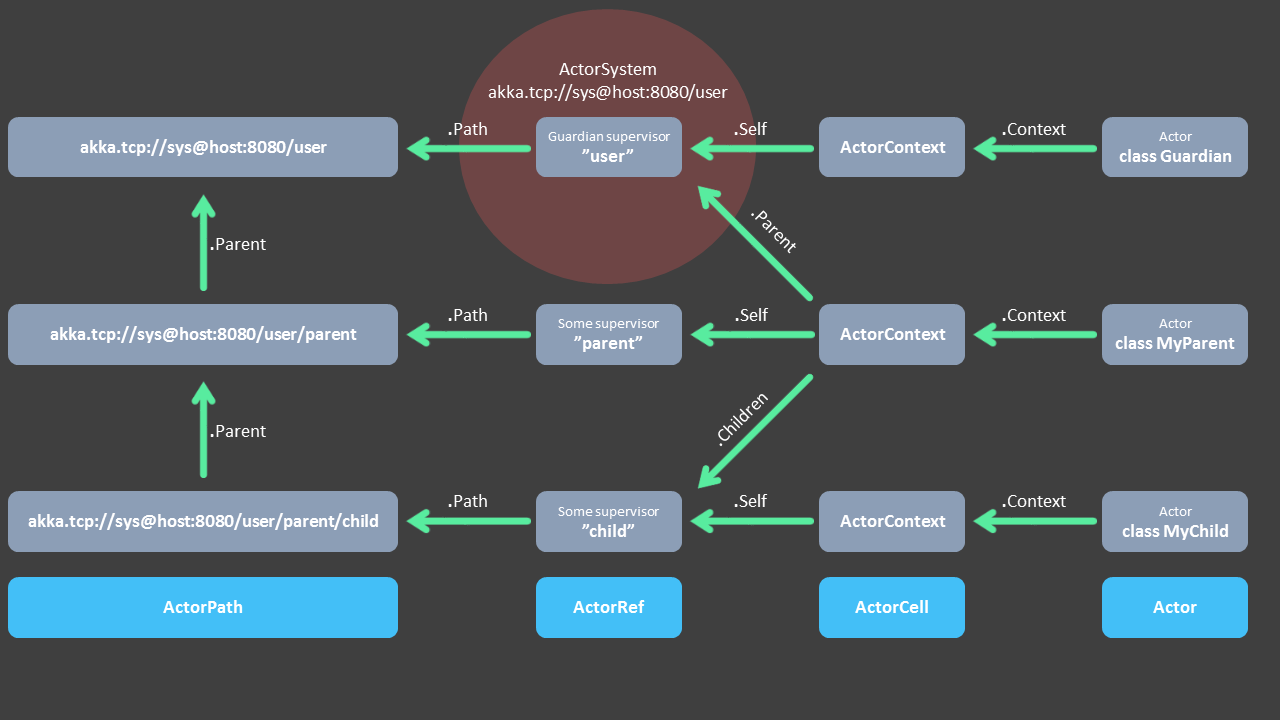 ActorSystem
akka.tcp://sys@host:8080/user
akka.tcp://sys@host:8080/user
.Path
Guardian supervisor
”user”
.Self
ActorContext
.Context
Actor
class Guardian
.Parent
.Parent
akka.tcp://sys@host:8080/user/parent
.Path
Some supervisor
”parent”
.Self
ActorContext
.Context
Actor
class MyParent
.Parent
.Children
akka.tcp://sys@host:8080/user/parent/child
.Path
Some supervisor
”child”
.Self
ActorContext
.Context
Actor
class MyChild
ActorPath
ActorRef
ActorCell
Actor